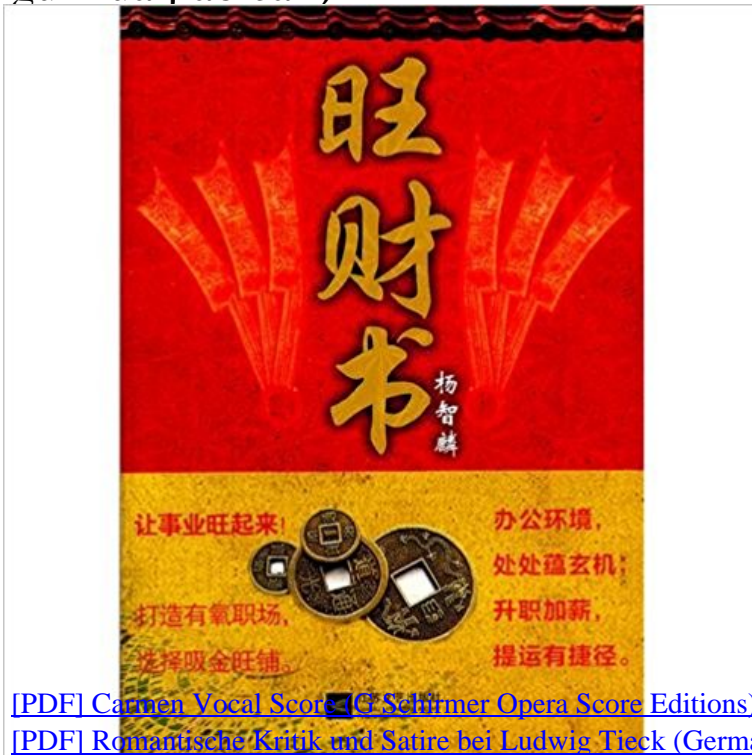 旺
财
书
杨智麟
让事业旺起来!
打造有氧职场,
选择吸金旺铺。
办公环境,
处处蕴玄机;
升职加薪,
提运有捷径。
[PDF] Carmen Vocal Score (G Schirmer Opera Score Editions)
[PDF] Romantische Kritik und Satire bei Ludwig Tieck (Germ